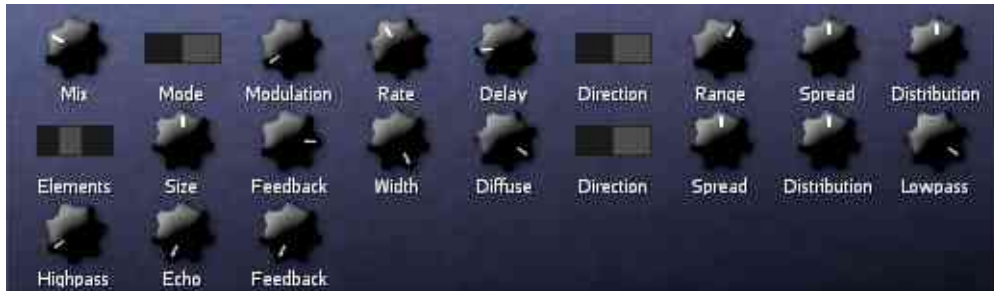 Mix Mode Modulation Rate Delay Direction Range Spread Distribution
Elements Size Feedback Width Diffuse Direction Spread Distribution Lowpass
Highpass Echo Feedback